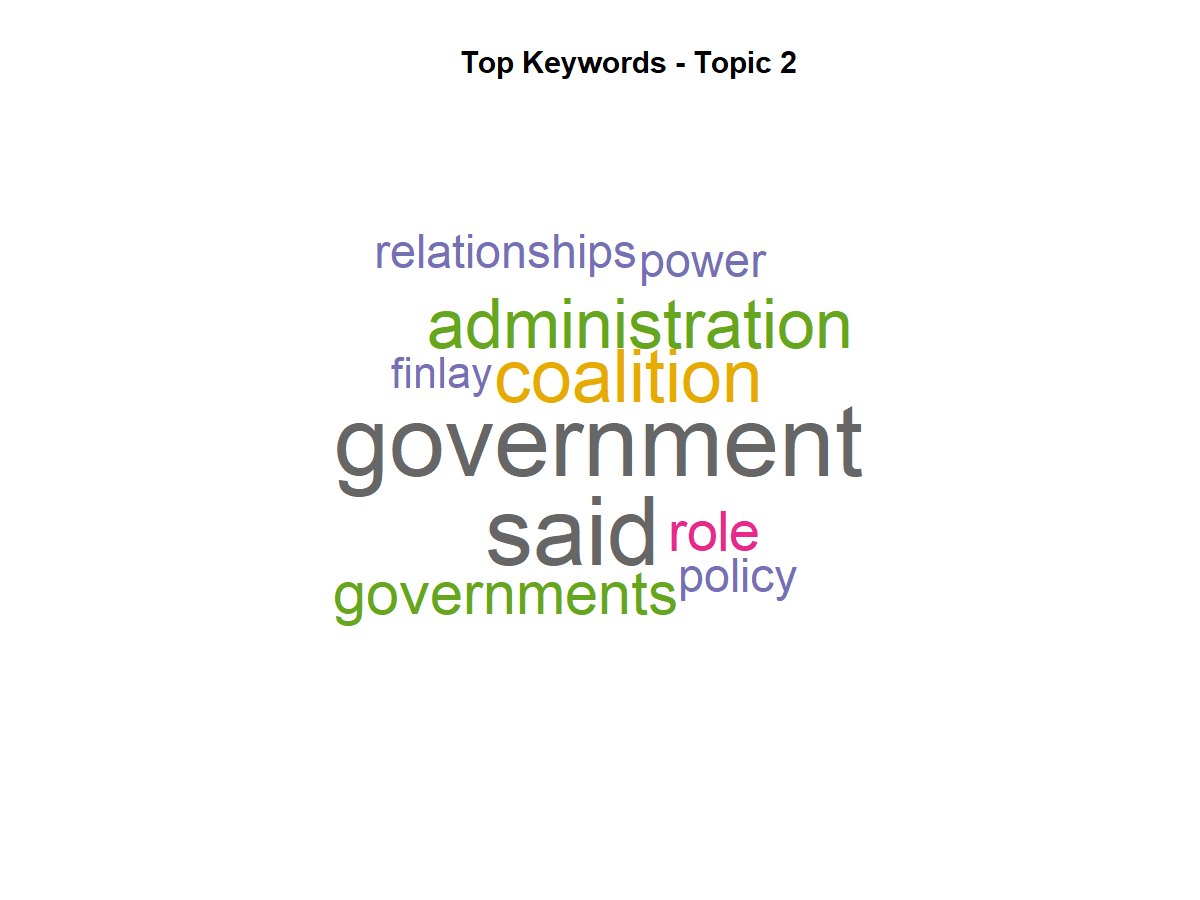 Top Keywords - Topic 2
relationships power
administration
finlay coalition
government
said role
governments policy